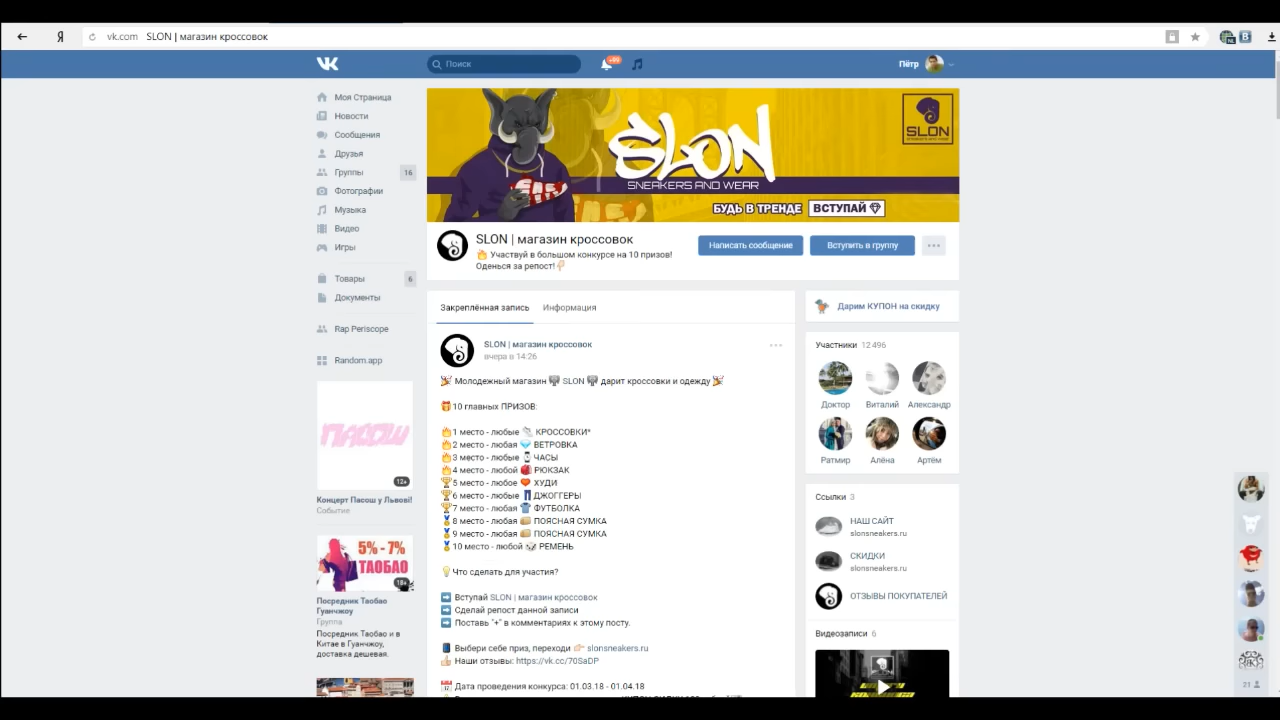 Я
vk.com SLON | магазин кроссовок
Поиск
Пётр
Моя Страница
Новости
Сообщения
Друзья
Группы 16
Фотографии
Музыка
Видео
Игры
Товары 6
Документы
Rap Periscope
Random.app
ПАСОШ
12+
Концерт Пасош у Львові!
Событие
5% - 7%
ТАОБАО
18+
Посредник Таобао
Гуанчжоу
Группа
Посредник Таобао и в
Китае в Гуанчжоу,
доставка дешевая.
SLON
SNEAKERS AND WEAR
БУДЬ В ТРЕНДЕ ВСТУПАЙ
SLON
SLON | магазин кроссовок
Участвуй в большом конкурсе на 10 призов!
Оденься за репост!
Написать сообщение
Вступить в группу
Закреплённая запись Информация
SLON | магазин кроссовок
вчера в 14:26
Молодежный магазин SLON дарит кроссовки и одежду
10 главных ПРИЗОВ:
1 место - любые КРОССОВКИ*
2 место - любая ВЕТРОВКА
3 место - любые ЧАСЫ
4 место - любой РЮКЗАК
5 место - любое ХУДИ
6 место - любые ДЖОГГЕРЫ
7 место - любая ФУТБОЛКА
8 место - любая ПОЯСНАЯ СУМКА
9 место - любая ПОЯСНАЯ СУМКА
10 место - любой РЕМЕНЬ
Что сделать для участия?
Вступай SLON | магазин кроссовок
Сделай репост данной записи
Поставь "+" в комментариях к этому посту.
Выбери себе приз, переходи slonsneakers.ru
Наши отзывы: https://vk.cc/70SaDP
Дата проведения конкурса: 01.03.18 - 01.04.18
Дарим КУПОН на скидку
Участники 12 496
Доктор Виталий Александр
Ратмир Алёна Артём
Ссылки 3
НАШ САЙТ
slonsneakers.ru
СКИДКИ
slonsneakers.ru
ОТЗЫВЫ ПОКУПАТЕЛЕЙ
Видеозаписи 6
21